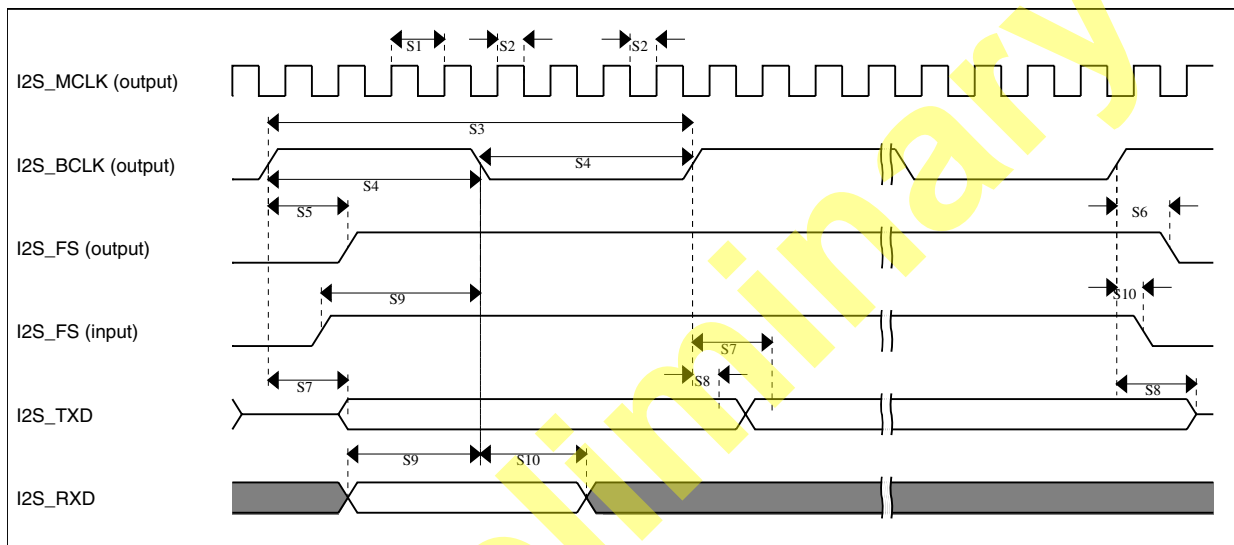 S1 S2 S2
I2S_MCLK (output)
S3
I2S_BCLK (output)
S4
S4
S5 S6
I2S_FS (output)
S9 S10
I2S_FS (input)
S7
S7 S8 S8
I2S_TXD
S9 S10
I2S_RXD
eliminary